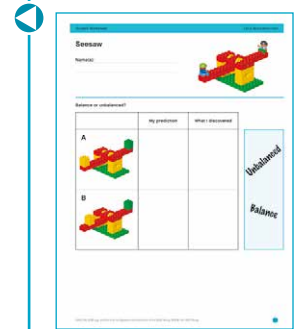 Seesaw
Name(s):
Balance or unbalanced?
My prediction
What I discovered
A
B
Unbalanced
Balance